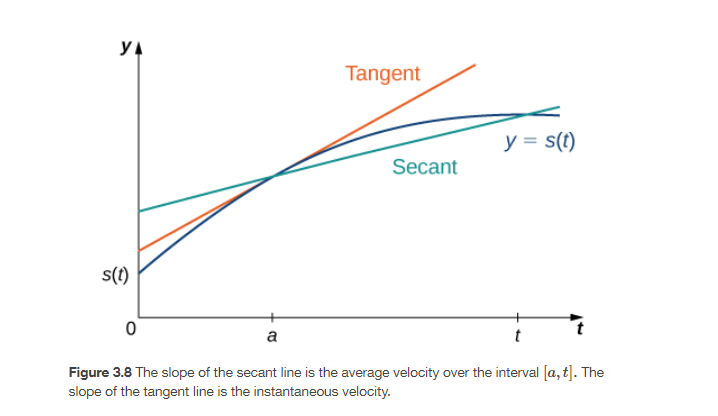 y
Tangent
y = s(t)
Secant
s(t)
0
a
t
t
Figure 3.8 The slope of the secant line is the average velocity over the interval [a, t]. The
slope of the tangent line is the instantaneous velocity.